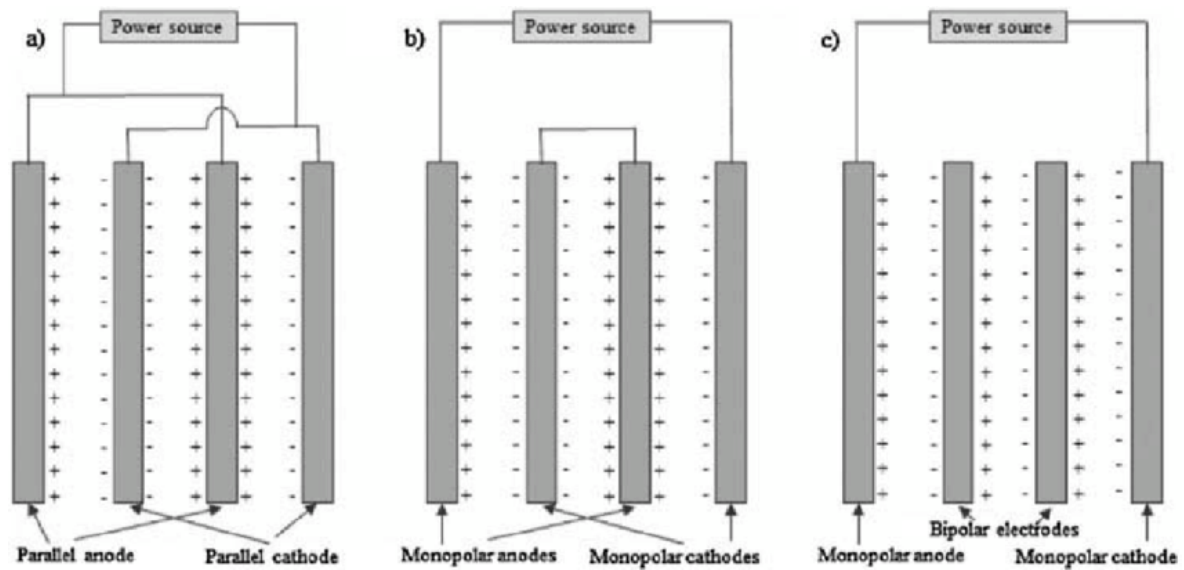 a)
Power source
Parallel anode
Parallel cathode
b)
Power source
Monopolar anodes
Monopolar cathodes
c)
Power source
Bipolar electrodes
Monopolar anode
Monopolar cathode